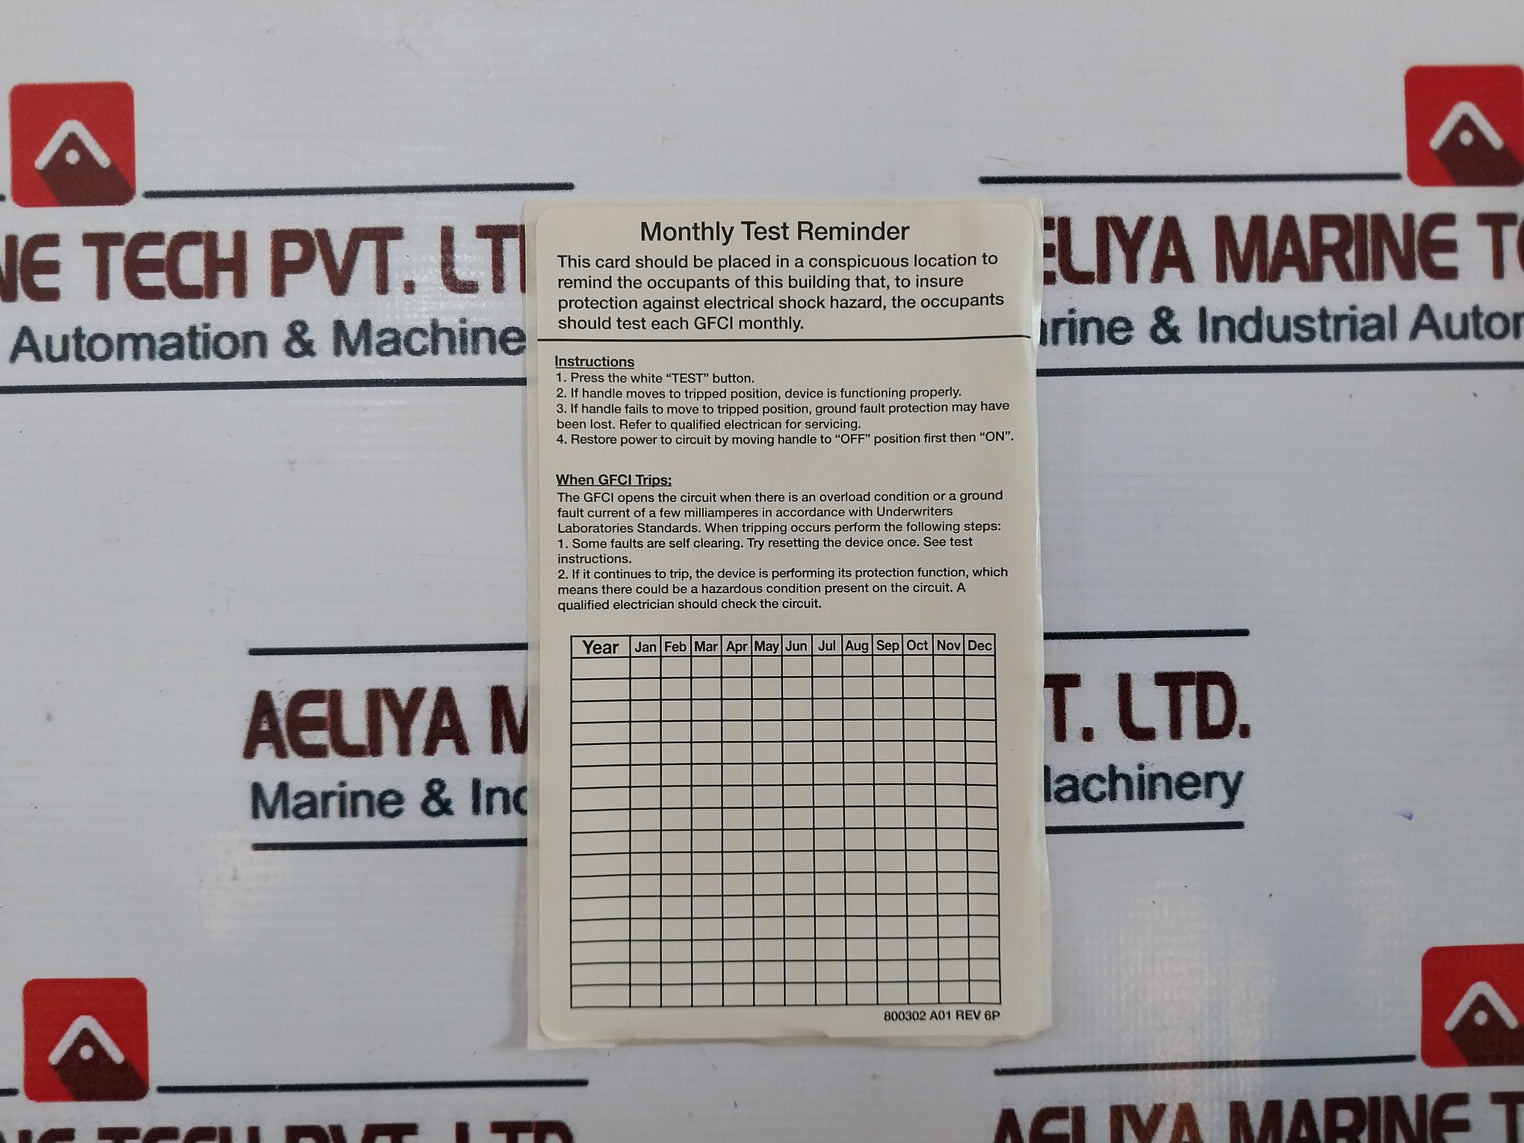 NE TECH PVT. LT
Automation & Machine
ELIYA MARINE T
rine & Industrial Autor
Monthly Test Reminder
This card should be placed in a conspicuous location to
remind the occupants of this building that, to insure
protection against electrical shock hazard, the occupants
should test each GFCI monthly.
Instructions
1. Press the white “TEST” button.
2. If handle moves to tripped position, device is functioning properly.
3. If handle fails to move to tripped position, ground fault protection may have
been lost. Refer to qualified electrican for servicing.
4. Restore power to circuit by moving handle to “OFF” position first then “ON”.
When GFCI Trips:
The GFCI opens the circuit when there is an overload condition or a ground
fault current of a few milliamperes in accordance with Underwriters
Laboratories Standards. When tripping occurs perform the following steps:
1. Some faults are self clearing. Try resetting the device once. See test
instructions.
2. If it continues to trip, the device is performing its protection function, which
means there could be a hazardous condition present on the circuit. A
qualified electrician should check the circuit.
Year Jan Feb Mar Apr May Jun Jul Aug Sep Oct Nov Dec
800302 A01 REV 6P
AELIYA M
T. LTD.
Marine & Ind
achinery
NE TECH PVT. LTD
AELIYA MARINE T